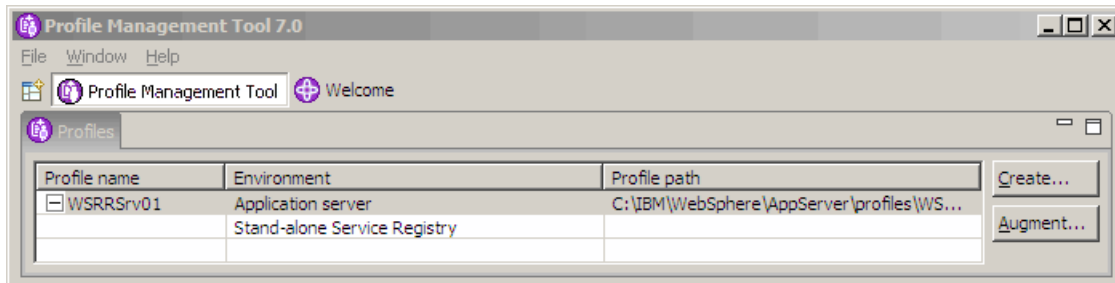 Profile Management Tool 7.0
File Window Help
Profile Management Tool Welcome
Profiles
Profile name Environment Profile path Create...
WSRRSrv01 Application server C:\IBM\WebSphere\AppServer\profiles\WS...
Stand-alone Service Registry Augment...